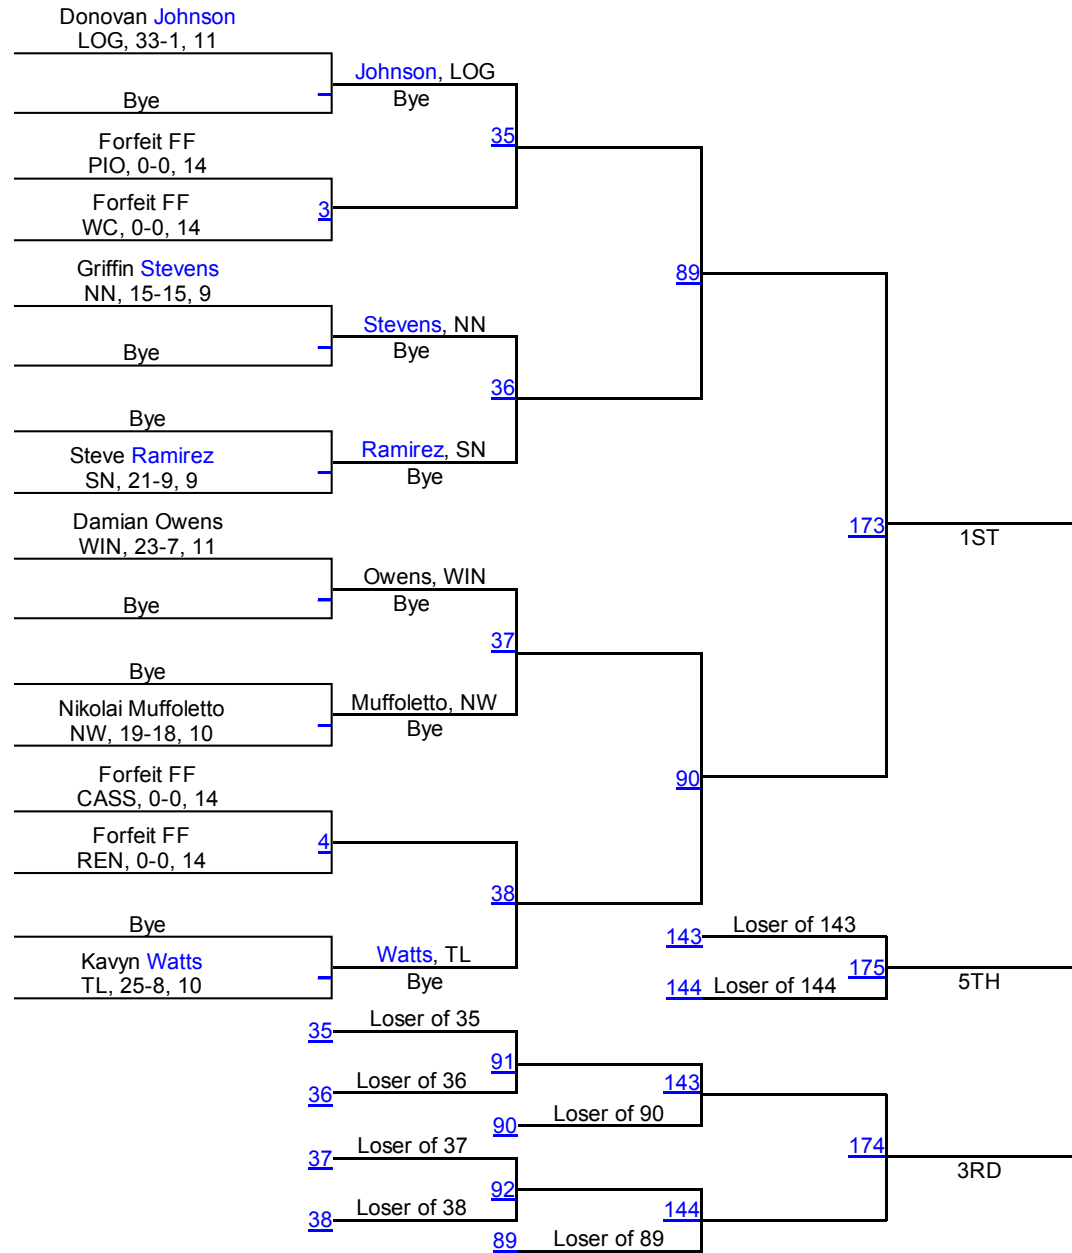 Donovan Johnson
LOG, 33-1, 11
Johnson, LOG
Bye
Bye
35
Forfeit FF
PIO, 0-0, 14
Forfeit FF
WC, 0-0, 14
3
Griffin Stevens
NN, 15-15, 9
89
Stevens, NN
Bye
Bye
36
Bye
Steve Ramirez
SN, 21-9, 9
Ramirez, SN
Bye
Damian Owens
WIN, 23-7, 11
173
1ST
Owens, WIN
Bye
Bye
37
Bye
Nikolai Muffoletto
NW, 19-18, 10
Muffoletto, NW
Bye
Forfeit FF
CASS, 0-0, 14
90
Forfeit FF
REN, 0-0, 14
4
38
Bye
Kavyn Watts
TL, 25-8, 10
Watts, TL
Bye
143
Loser of 143
175
5TH
144
Loser of 144
35
Loser of 35
91
36
Loser of 36
143
90
Loser of 90
37
Loser of 37
174
3RD
92
38
Loser of 38
144
89
Loser of 89